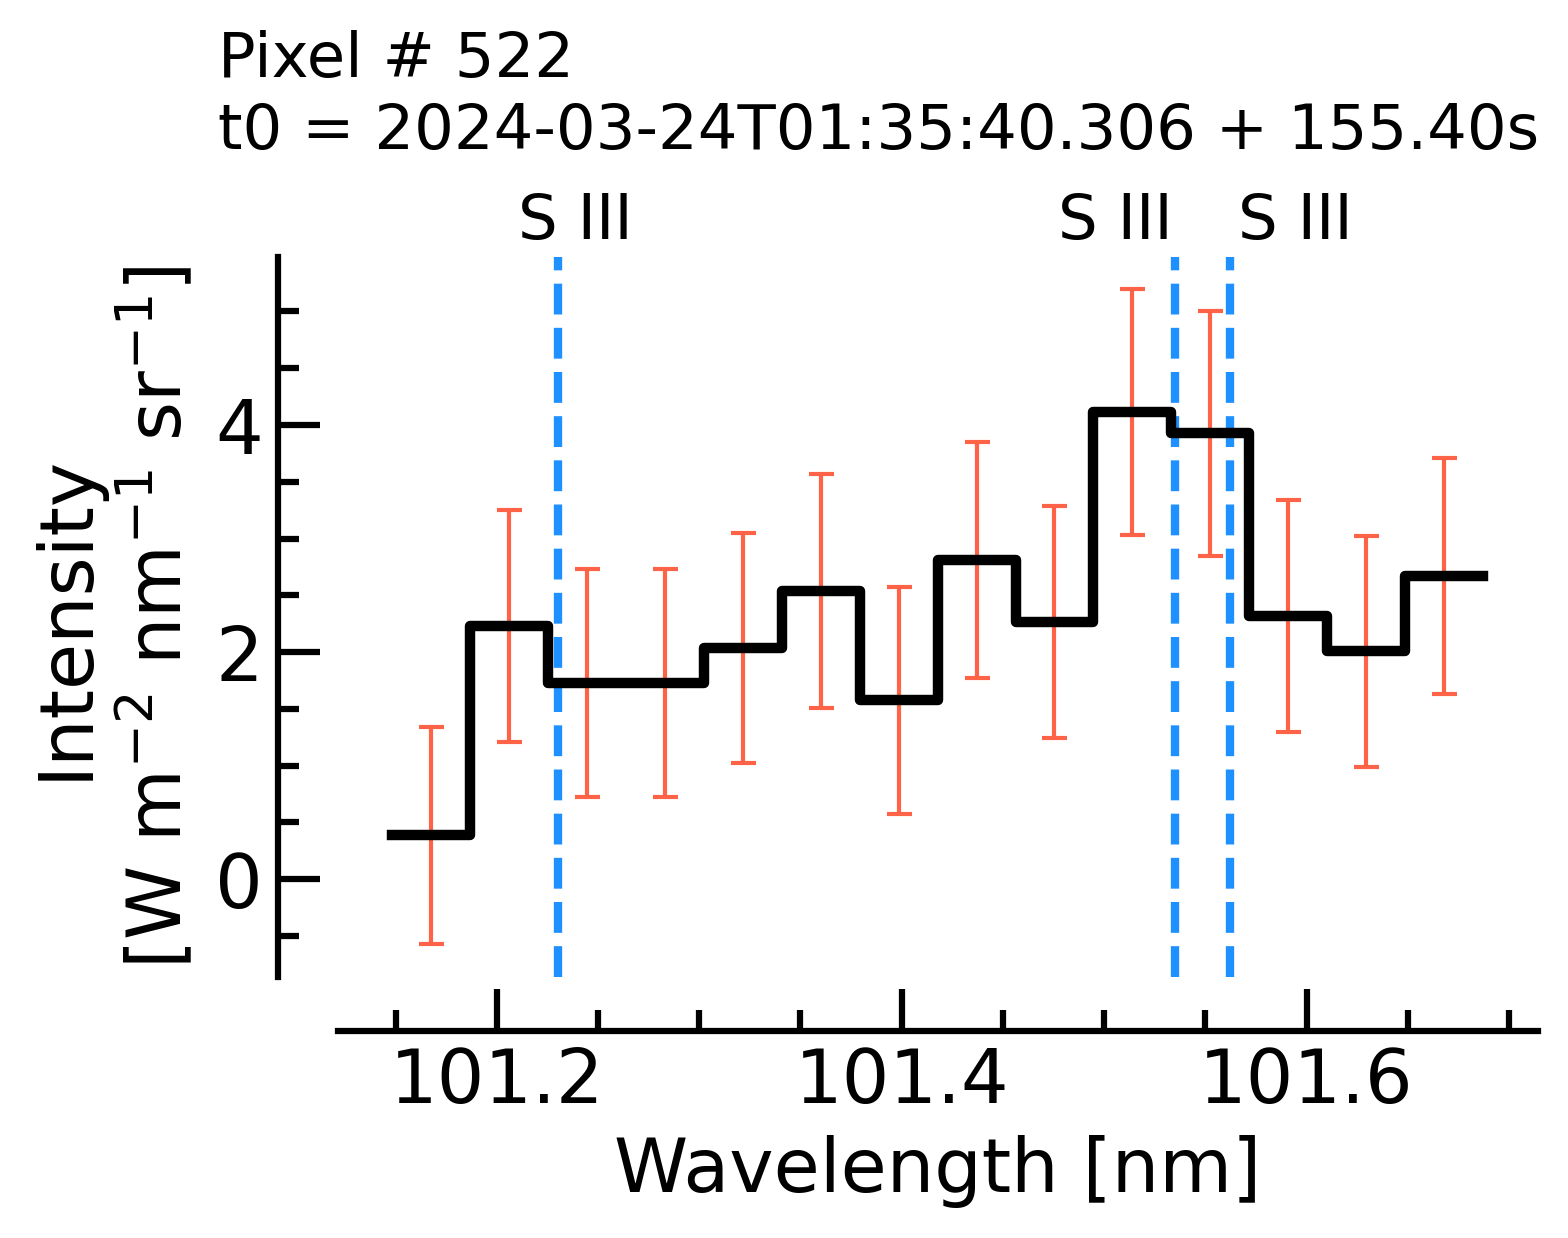 Pixel # 522
t0 = 2024-03-24T01:35:40.306 + 155.40s
S III S III S III
Intensity
[W m⁻² nm⁻¹ sr⁻¹]
4
2
0
101.2 101.4 101.6
Wavelength [nm]